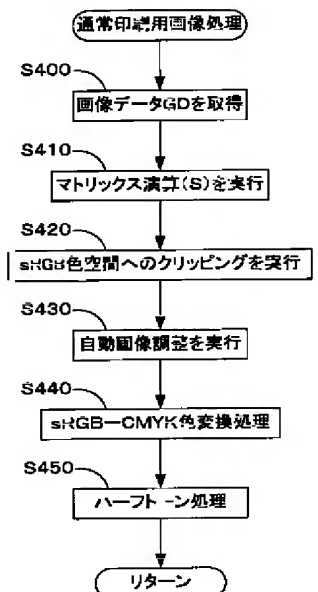 通常印刷用画像処理
S400
画像データGDを取得
S410
マトリックス演算(S)を実行
S420
sRGB色空間へのクリッピングを実行
S430
自動画像調整を実行
S440
sRGB－CMYK色変換処理
S450
ハーフトーン処理
リターン